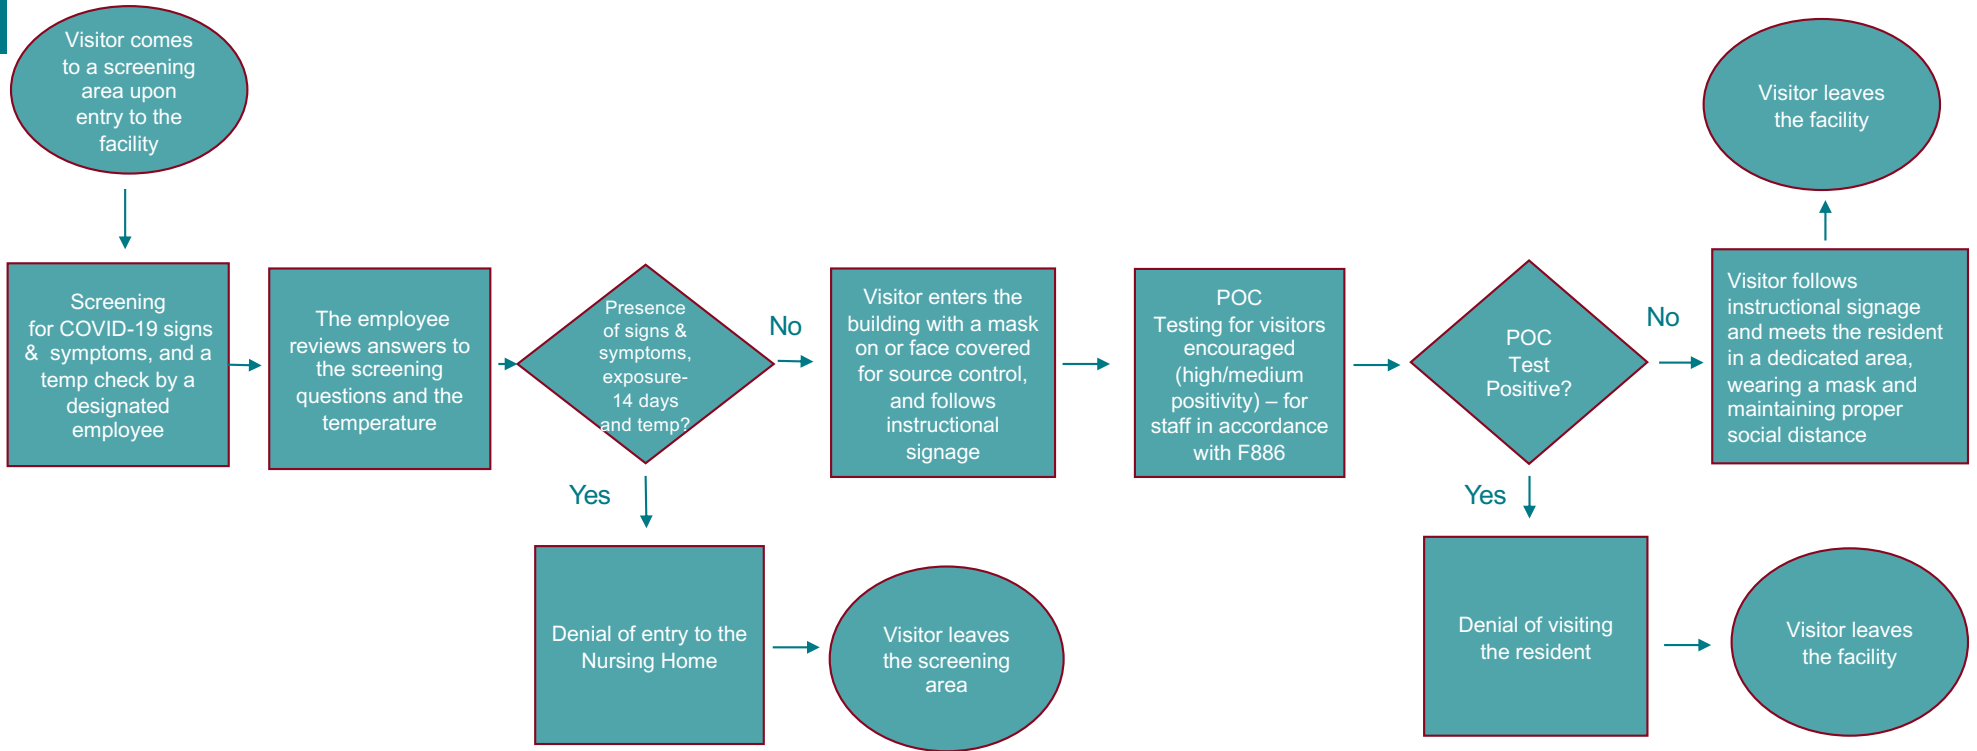 Visitor comes
to a screening
area upon
entry to the
facility
Screening
for COVID-19 signs
& symptoms, and a
temp check by a
designated
employee
The employee
reviews answers to
the screening
questions and the
temperature
Presence
of signs &
symptoms,
exposure-
14 days
and temp?
No
Yes
Denial of entry to the
Nursing Home
Visitor leaves
the screening
area
Visitor enters the
building with a mask
on or face covered
for source control,
and follows
instructional
signage
POC
Testing for visitors
encouraged
(high/medium
positivity) – for
staff in accordance
with F886
POC
Test
Positive?
No
Yes
Denial of visiting
the resident
Visitor leaves
the facility
Visitor follows
instructional signage
and meets the resident
in a dedicated area,
wearing a mask and
maintaining proper
social distance
Visitor leaves
the facility